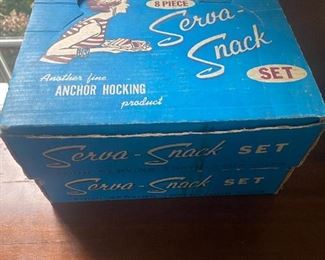 8 PIECE
Serva-
Snack
SET
Another fine
ANCHOR HOCKING
product
Serva-Snack SET
Serva-Snack SET